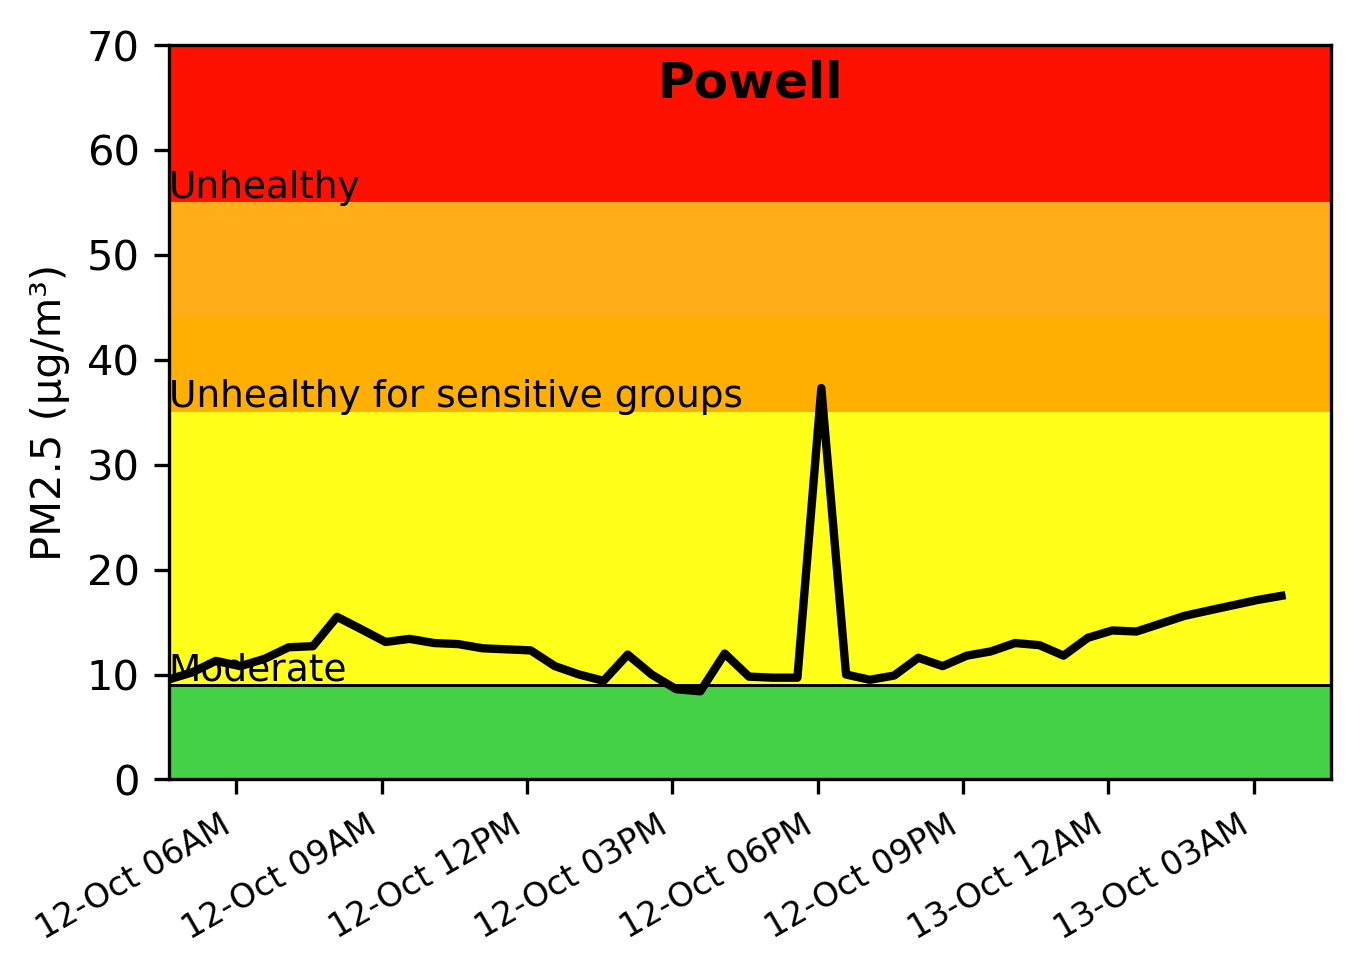 Powell
PM2.5 (µg/m³)
70
60
50
40
30
20
10
0
Unhealthy
Unhealthy for sensitive groups
Moderate
12-Oct 06AM
12-Oct 09AM
12-Oct 12PM
12-Oct 03PM
12-Oct 06PM
12-Oct 09PM
13-Oct 12AM
13-Oct 03AM